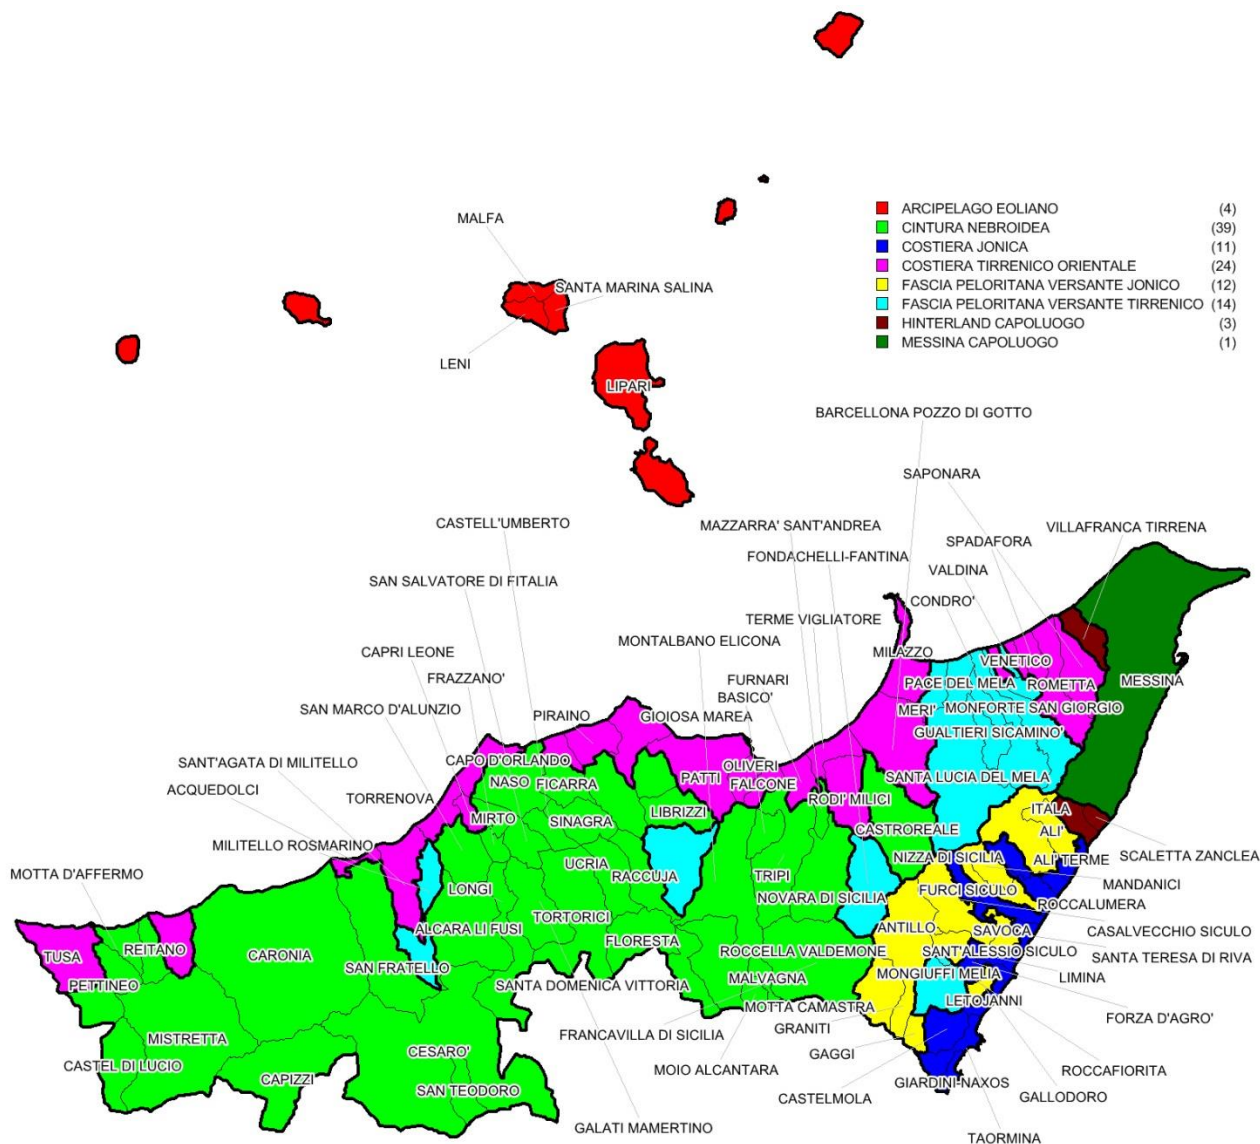 MALFA
SANTA MARINA SALINA
LENI
LIPARI
ARCIPELAGO EOLIANO (4)
CINTURA NEBROIDEA (39)
COSTIERA JONICA (11)
COSTIERA TIRRENICO ORIENTALE (24)
FASCIA PELORITANA VERSANTE JONICO (12)
FASCIA PELORITANA VERSANTE TIRRENICO (14)
HINTERLAND CAPOLUOGO (3)
MESSINA CAPOLUOGO (1)
BARCELLONA POZZO DI GOTTO
SAPONARA
CASTELL'UMBERTO
MAZZARRA' SANT'ANDREA
VILLAFRANCA TIRRENA
SPADAFORA
FONDACHELLI-FANTINA
VALDINA
SAN SALVATORE DI FITALIA
CONDRO'
TERME VIGLIATORE
MONTALBANO ELICONA
CAPRI LEONE
MILAZZO
VENETICO
FRAZZANO'
FURNARI
PACE DEL MELA
ROMETTA
MESSINA
BASICO'
SAN MARCO D'ALUNZIO
PIRAINO
GIOIOSA MAREA
MERI'
MONFORTE SAN GIORGIO
GUALTIERI SICAMINO'
SANT'AGATA DI MILITELLO
CAPO D'ORLANDO
OLIVERI
PATTI
NASO
FICARRA
FALCONE
SANTA LUCIA DEL MELA
ACQUEDOLCI
TORRENOVA
RODI' MILICI
LIBRIZZI
ITALA
MIRTO
SINAGRA
CASTROREALE
ALI'
MILITELLO ROSMARINO
NIZZA DI SICILIA
ALI' TERME
SCALETTA ZANCLEA
UCRIA
RACCUJA
TRIPI
MOTTA D'AFFERMO
LONGI
NOVARA DI SICILIA
FURCI SICULO
MANDANICI
ROCCALUMERA
TORTORICI
ALCARA LI FUSI
ANTILLO
SAVOCA
CASALVECCHIO SICULO
FLORESTA
REITANO
CARONIA
ROCCELLA VALDEMONE
SANT'ALESSIO SICULO
SANTA TERESA DI RIVA
TUSA
SAN FRATELLO
MONGIUFFI MELIA
LIMINA
PETTINEO
SANTA DOMENICA VITTORIA
MALVAGNA
LETOJANNI
MOTTA CAMASTRA
FORZA D'AGRO'
FRANCAVILLA DI SICILIA
GRANITI
MISTRETTA
GAGGI
CESARO'
CASTEL DI LUCIO
MOIO ALCANTARA
ROCCAFIORITA
CAPIZZI
GIARDINI-NAXOS
SAN TEODORO
CASTELMOLA
GALLODORO
GALATI MAMERTINO
TAORMINA